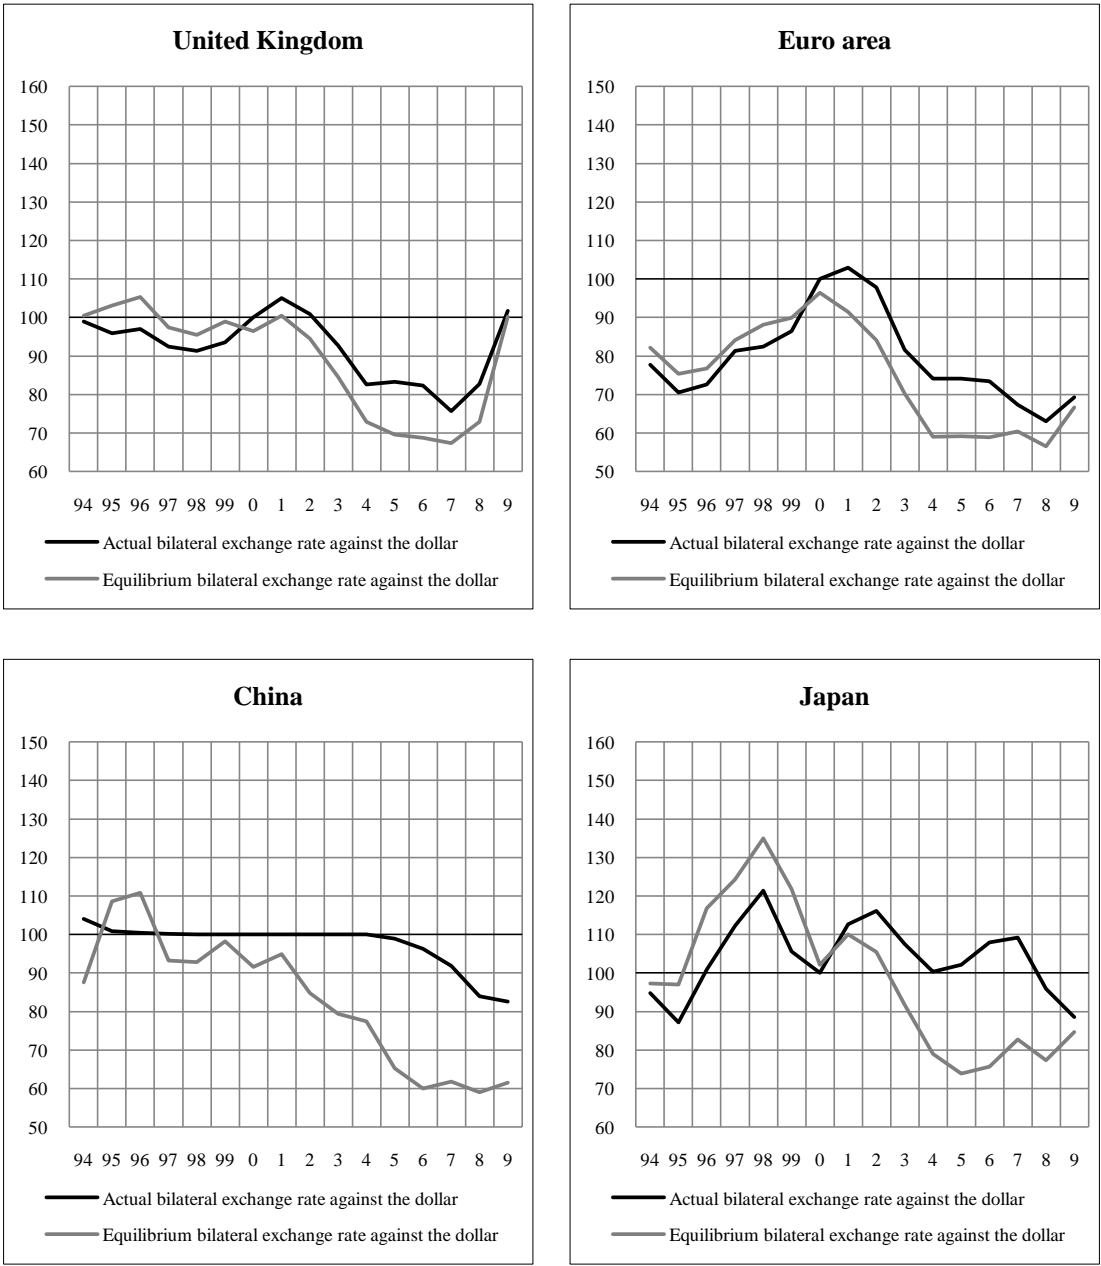 United Kingdom
160
150
140
130
120
110
100
90
80
70
60
94 95 96 97 98 99 0 1 2 3 4 5 6 7 8 9
Actual bilateral exchange rate against the dollar
Equilibrium bilateral exchange rate against the dollar
Euro area
150
140
130
120
110
100
90
80
70
60
50
94 95 96 97 98 99 0 1 2 3 4 5 6 7 8 9
Actual bilateral exchange rate against the dollar
Equilibrium bilateral exchange rate against the dollar
China
150
140
130
120
110
100
90
80
70
60
50
94 95 96 97 98 99 0 1 2 3 4 5 6 7 8 9
Actual bilateral exchange rate against the dollar
Equilibrium bilateral exchange rate against the dollar
Japan
160
150
140
130
120
110
100
90
80
70
60
94 95 96 97 98 99 0 1 2 3 4 5 6 7 8 9
Actual bilateral exchange rate against the dollar
Equilibrium bilateral exchange rate against the dollar